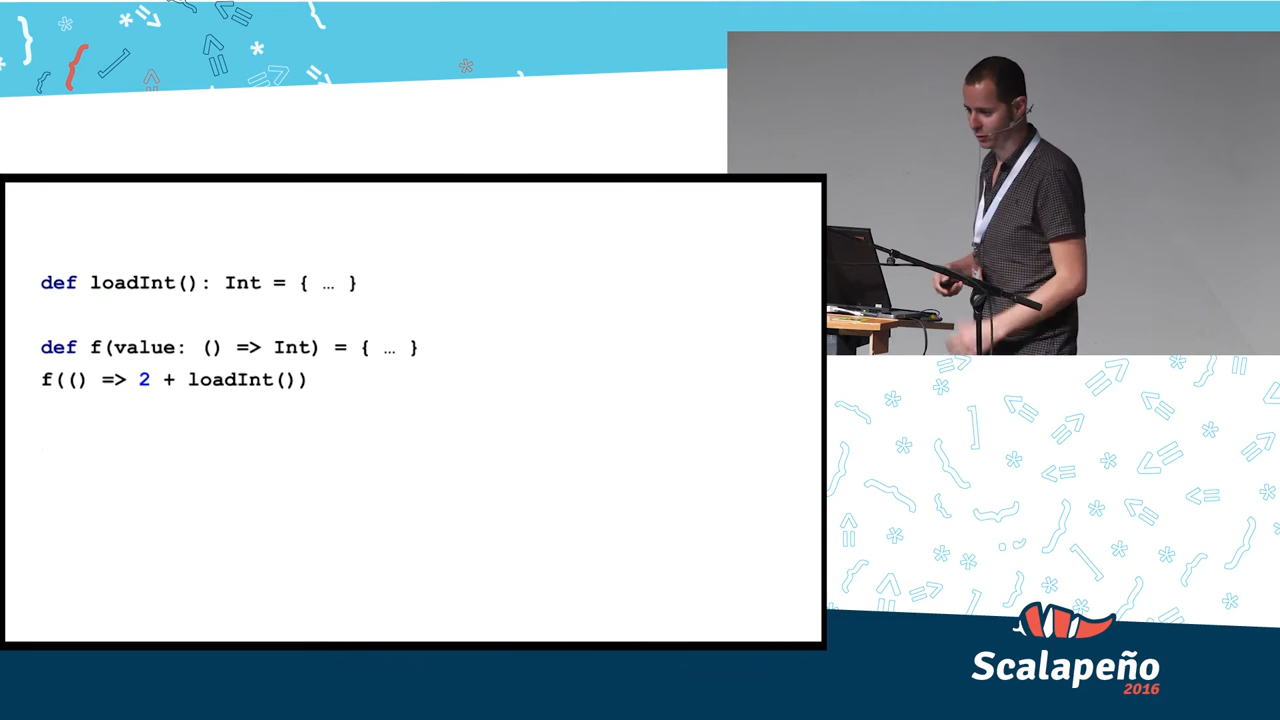 def loadInt(): Int = { … }
def f(value: () => Int) = { … }
f(() => 2 + loadInt())
Scalapeño
2016